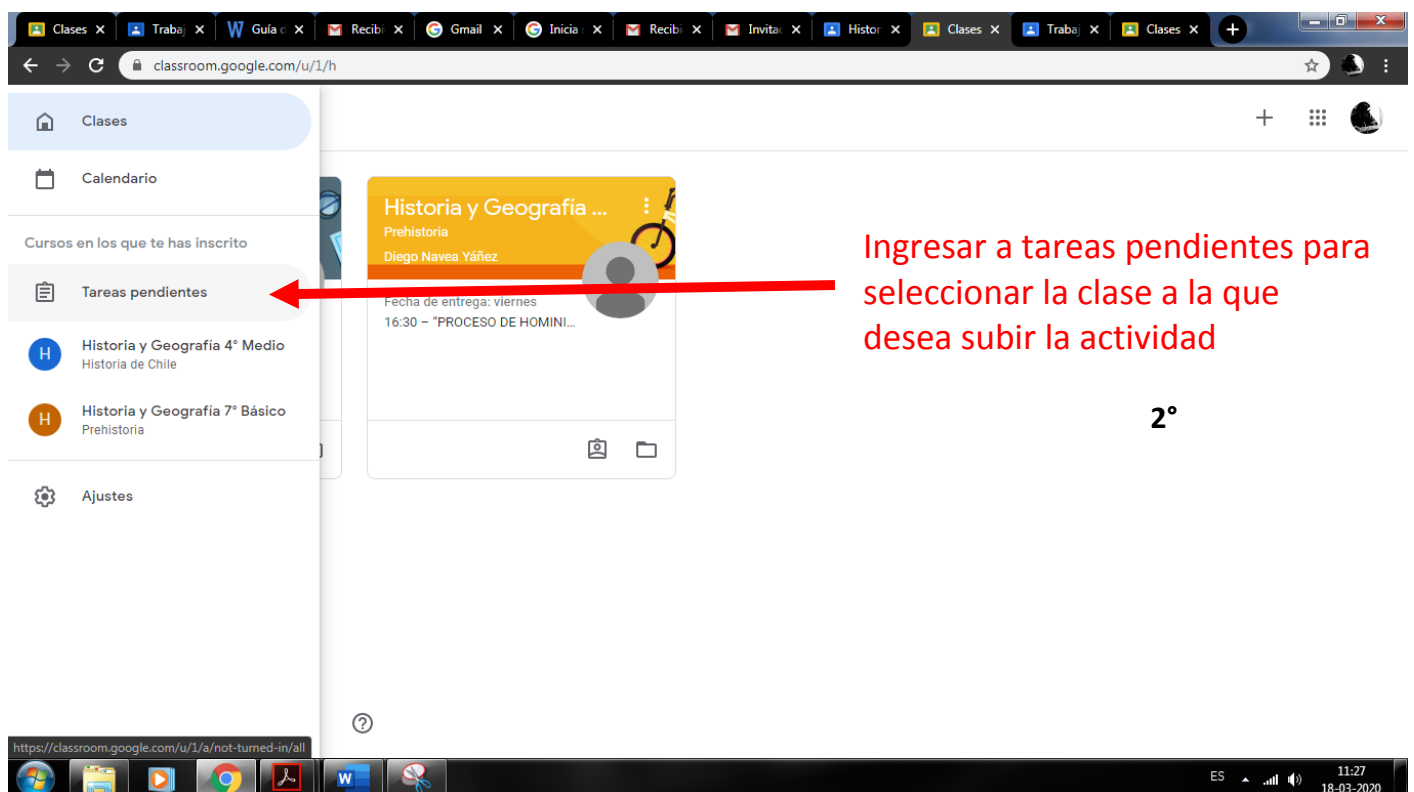 Clases
Trabaj
Guía d
Recibi
Gmail
Inicia
Recibi
Invitac
Histor
Clases
Trabaj
Clases
classroom.google.com/u/1/h
Clases
Calendario
Cursos en los que te has inscrito
Tareas pendientes
H
Historia y Geografía 4° Medio
Historia de Chile
H
Historia y Geografía 7° Básico
Prehistoria
Ajustes
Historia y Geografía ...
Prehistoria
Diego Navea Yáñez
Fecha de entrega: viernes
16:30 – "PROCESO DE HOMINI...
Ingresar a tareas pendientes para
seleccionar la clase a la que
desea subir la actividad
2°
https://classroom.google.com/u/1/a/not-turned-in/all
ES
11:27
18-03-2020